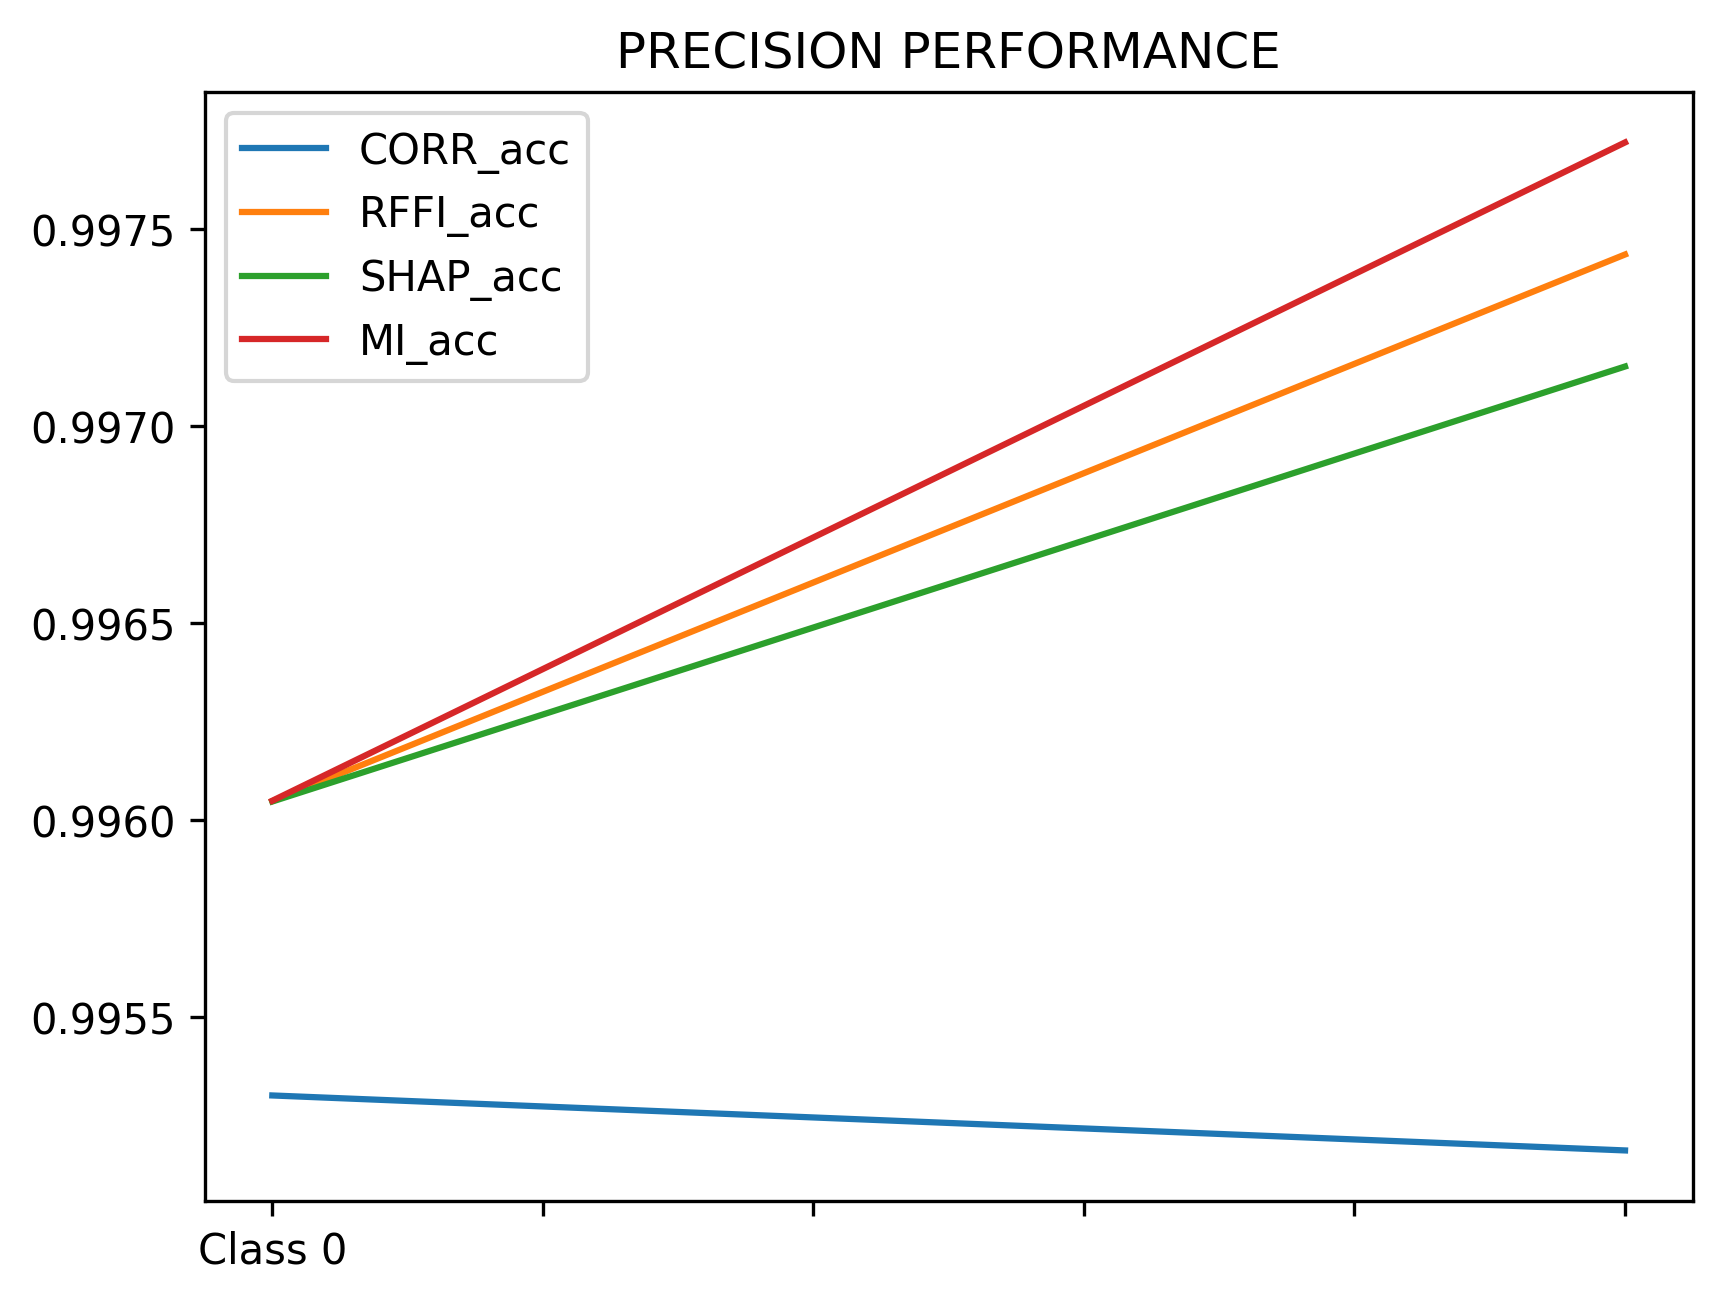 PRECISION PERFORMANCE
CORR_acc
RFFI_acc
SHAP_acc
MI_acc
0.9975
0.9970
0.9965
0.9960
0.9955
Class 0